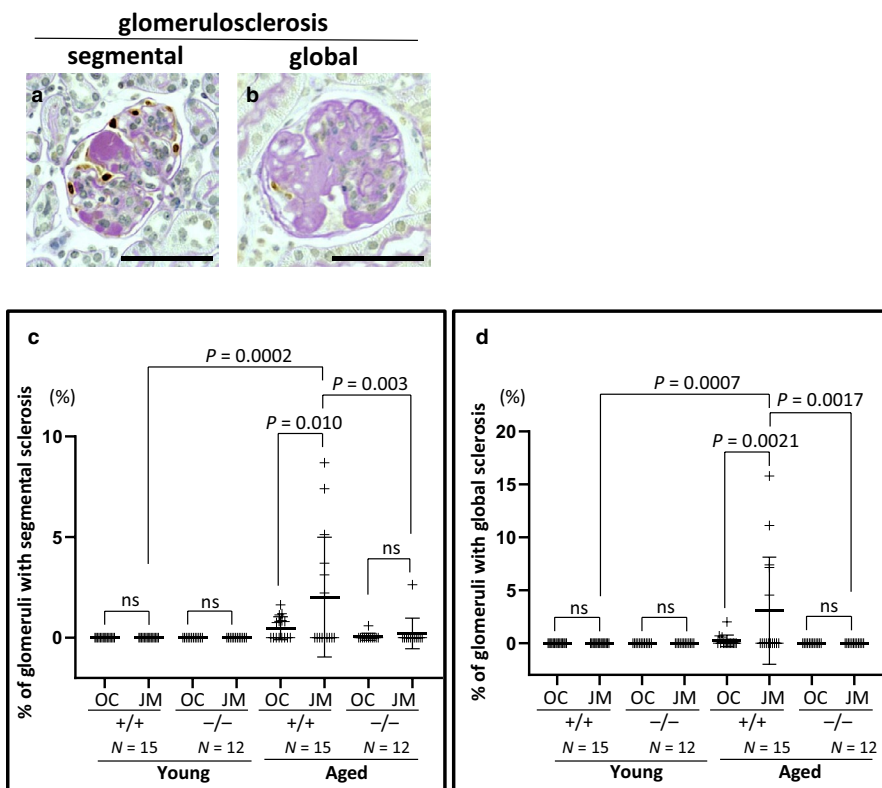 glomerulosclerosis
segmental global
a b
c
% of glomeruli with segmental sclerosis
(%)
P = 0.0002
P = 0.003
P = 0.010
10
5
0
ns ns ns
OC JM OC JM OC JM OC JM
+/+ −/− +/+ −/−
N = 15 N = 12 N = 15 N = 12
Young Aged
d
% of glomeruli with global sclerosis
(%)
P = 0.0007
P = 0.0017
P = 0.0021
20
15
10
5
0
ns ns ns
OC JM OC JM OC JM OC JM
+/+ −/− +/+ −/−
N = 15 N = 12 N = 15 N = 12
Young Aged